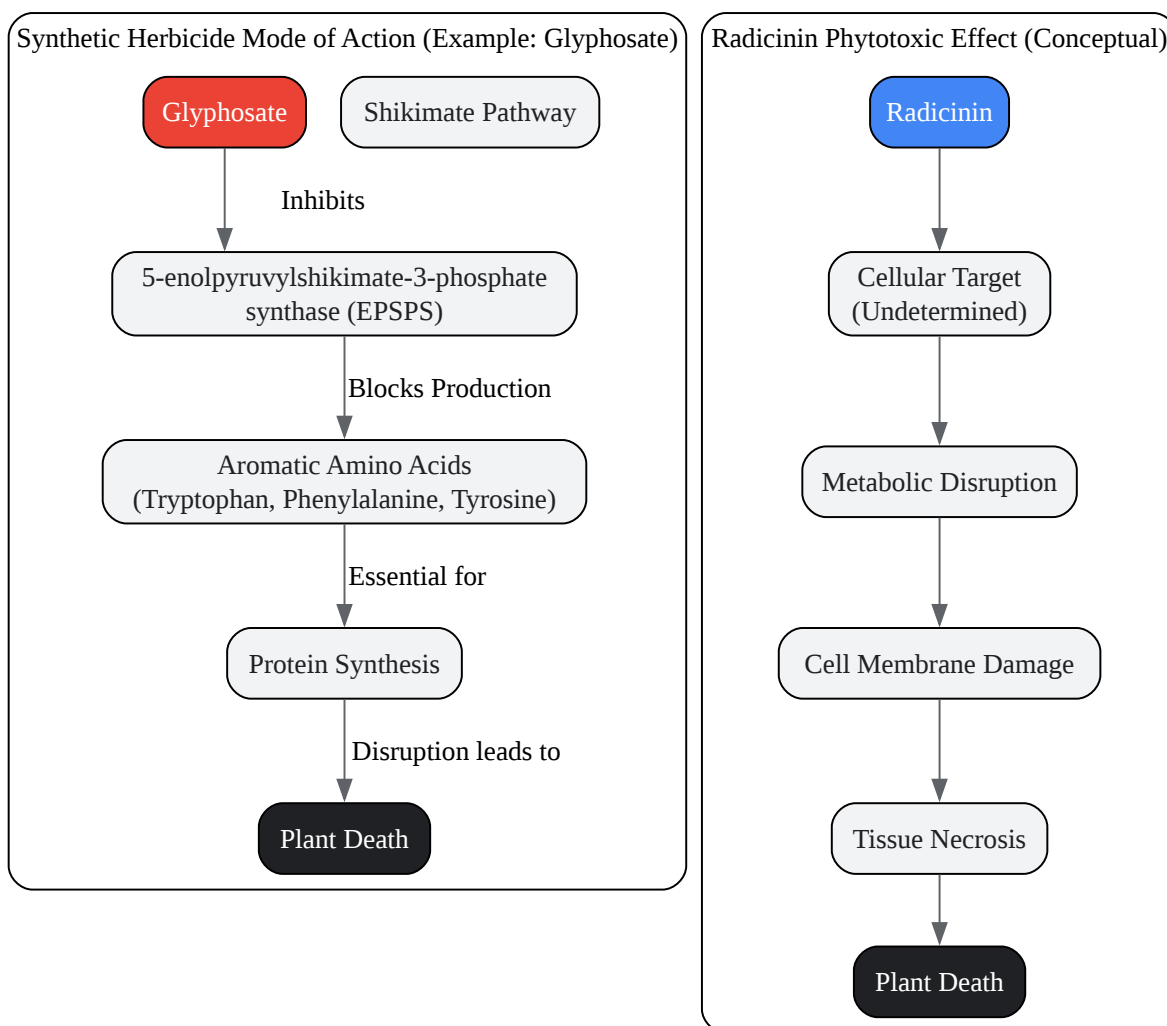 Synthetic Herbicide Mode of Action (Example: Glyphosate)
Glyphosate
Shikimate Pathway
Inhibits
5-enolpyruvylshikimate-3-phosphate
synthase (EPSPS)
Blocks Production
Aromatic Amino Acids
(Tryptophan, Phenylalanine, Tyrosine)
Essential for
Protein Synthesis
Disruption leads to
Plant Death
Radicinin Phytotoxic Effect (Conceptual)
Radicinin
Cellular Target
(Undetermined)
Metabolic Disruption
Cell Membrane Damage
Tissue Necrosis
Plant Death